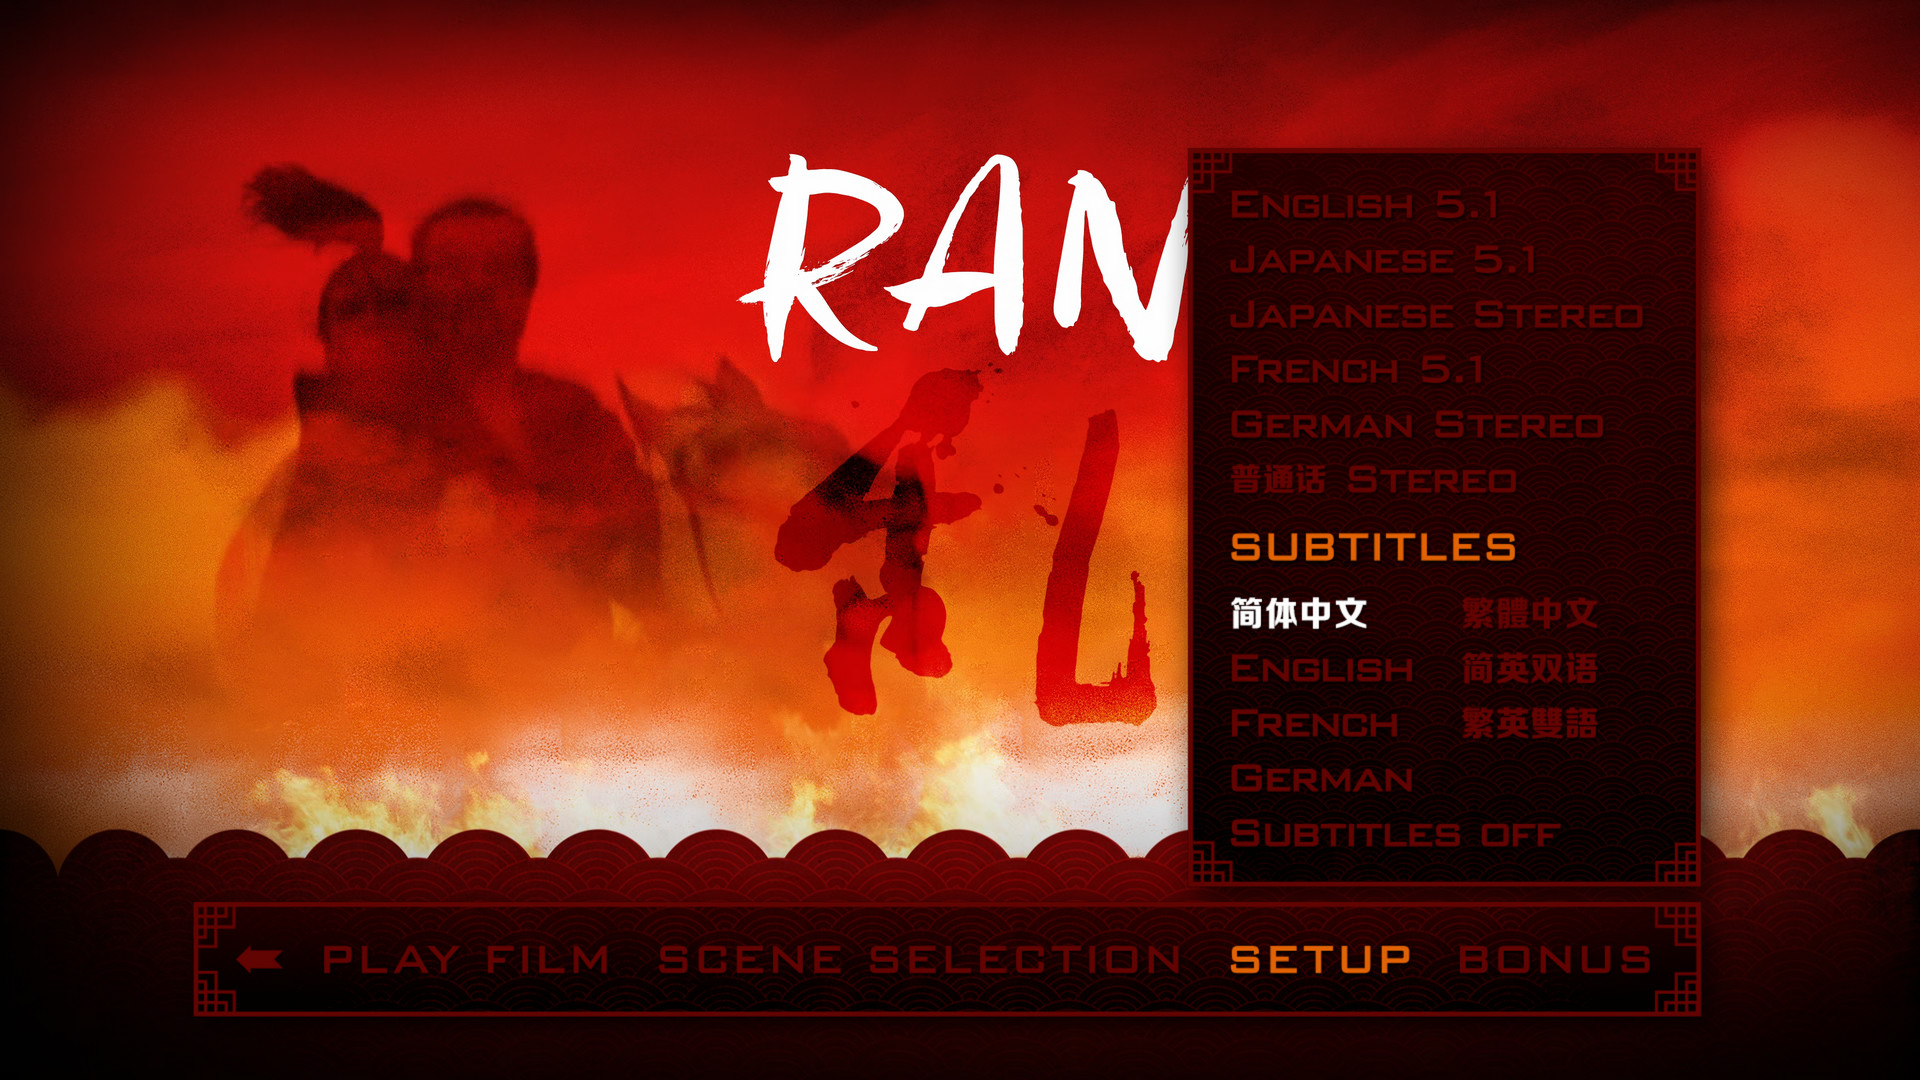 RAN
乱
ENGLISH 5.1
JAPANESE 5.1
JAPANESE STEREO
FRENCH 5.1
GERMAN STEREO
普通话 STEREO
SUBTITLES
简体中文 繁體中文
ENGLISH 简英双语
FRENCH 繁英雙語
GERMAN
SUBTITLES OFF
PLAY FILM SCENE SELECTION SETUP BONUS